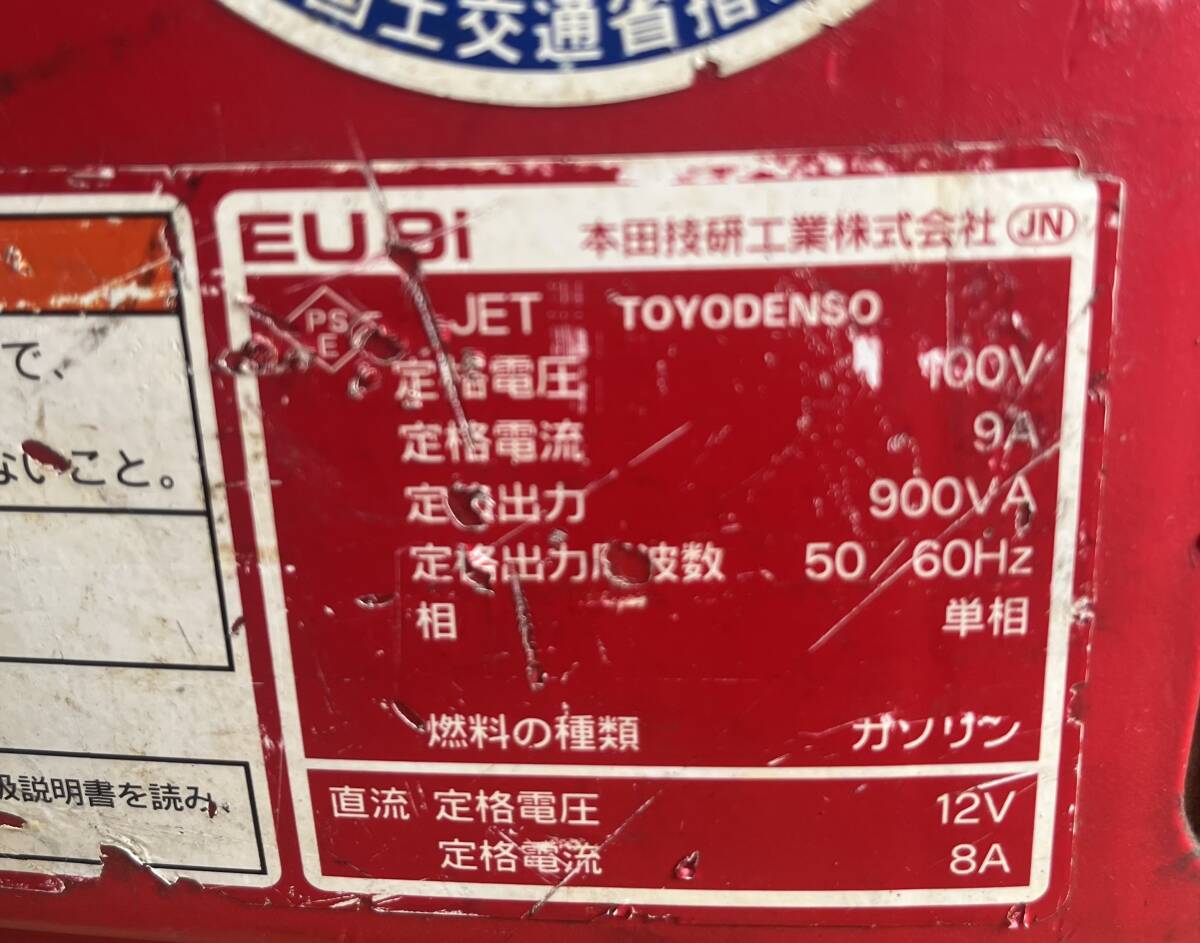 国土交通省指
EU9i 本田技研工業株式会社 JN
PS
E
JET TOYODENSO
定格電圧 100V
定格電流 9A
定格出力 900VA
定格出力周波数 50/60Hz
相 単相
燃料の種類 ガソリン
直流 定格電圧 12V
定格電流 8A
で、
ないこと。
扱説明書を読み、